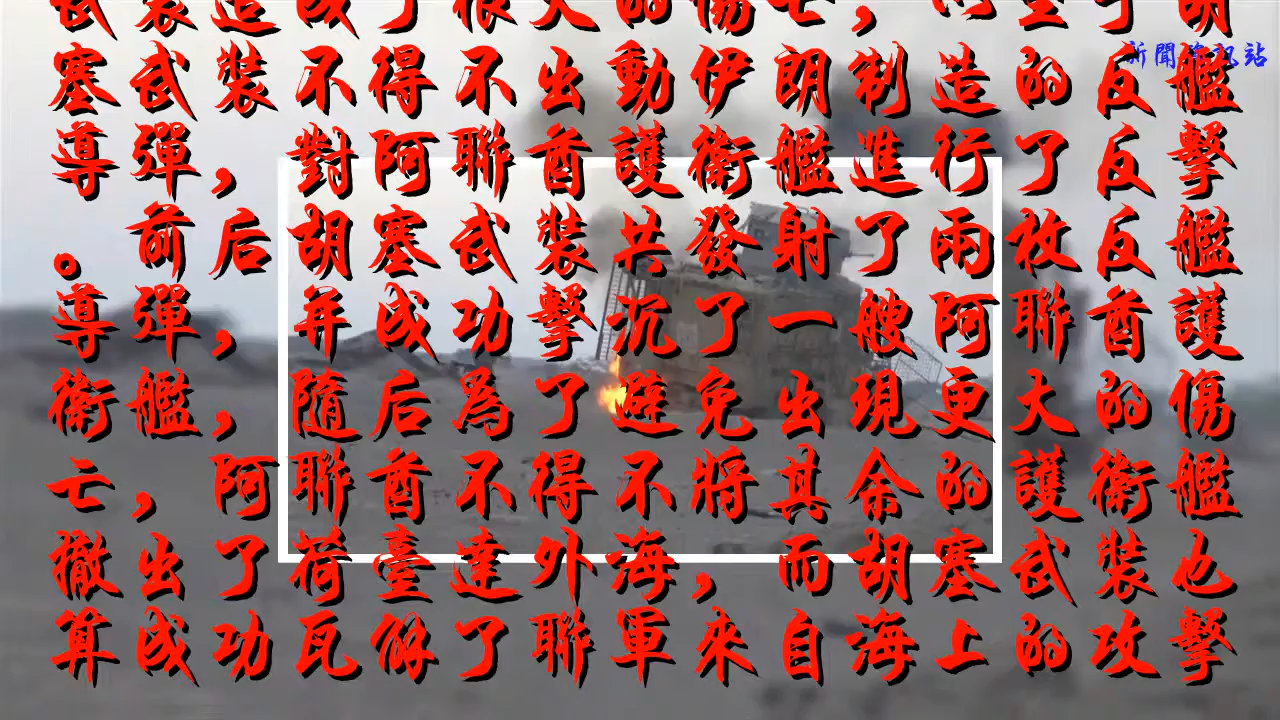 武裝造成了很大的傷亡，
新聞
塞武裝不得不出動伊朗制造的反艦
導彈，對阿聯酋護衛艦進行了反擊
。前后胡塞武裝共發射了兩枚反艦
導彈，并成功擊沉了一艘阿聯酋護
衛艦，隨后為了避免出現更大的傷
亡，阿聯酋不得不將其余的護衛艦
撤出了荷臺達外海，而胡塞武裝也
算成功瓦解了聯軍來自海上的攻擊